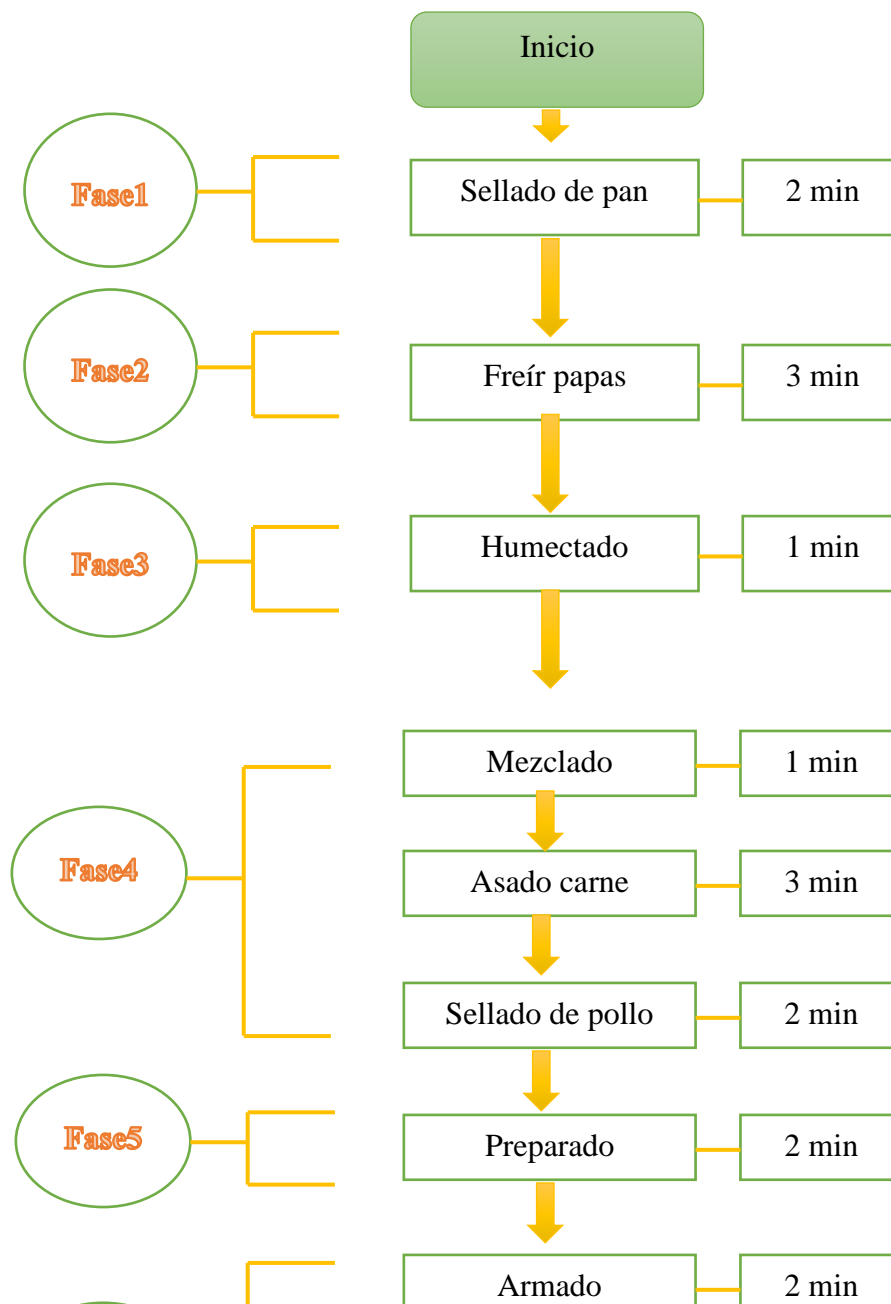 Inicio
Fase1
Sellado de pan
2 min
Fase2
Freír papas
3 min
Fase3
Humectado
1 min
Mezclado
1 min
Fase4
Asado carne
3 min
Sellado de pollo
2 min
Fase5
Preparado
2 min
Armado
2 min